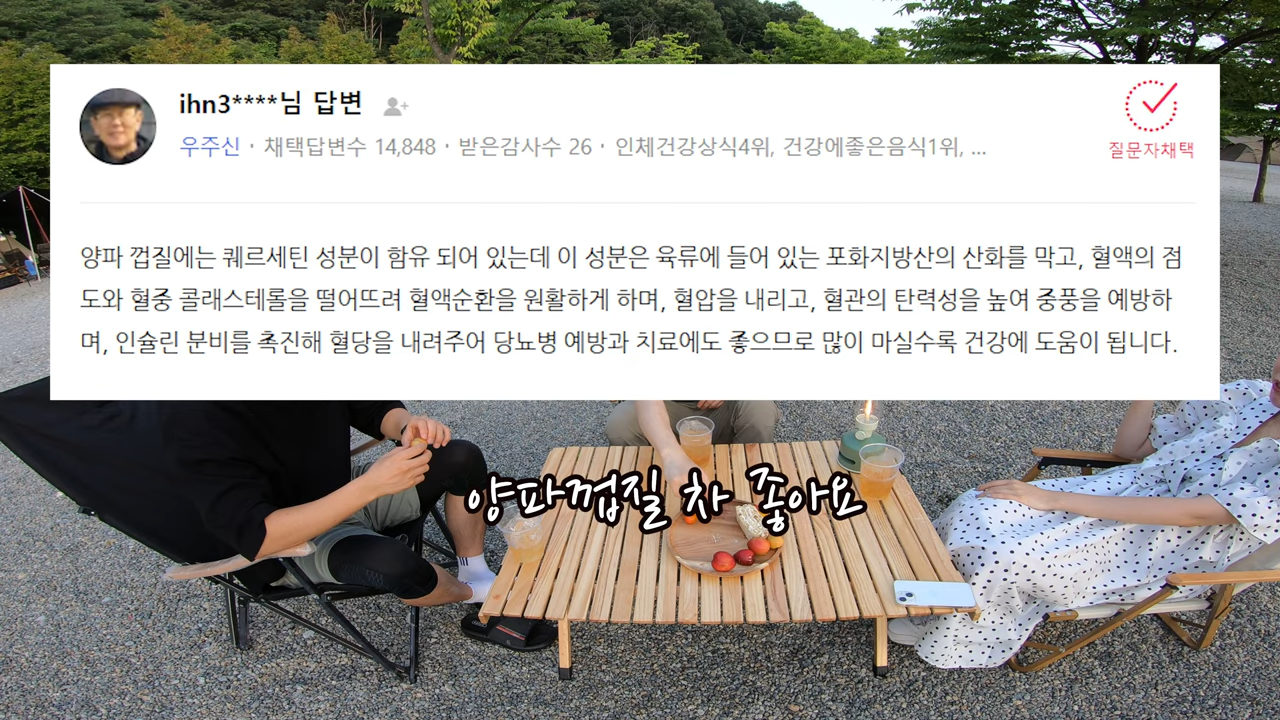 ihn3****님 답변
우주신 · 채택답변수 14,848 · 받은감사수 26 · 인체건강상식4위, 건강에좋은음식1위, ...
질문자채택
양파 껍질에는 퀘르세틴 성분이 함유 되어 있는데 이 성분은 육류에 들어 있는 포화지방산의 산화를 막고, 혈액의 점
도와 혈중 콜래스테롤을 떨어뜨려 혈액순환을 원활하게 하며, 혈압을 내리고, 혈관의 탄력성을 높여 중풍을 예방하
며, 인슐린 분비를 촉진해 혈당을 내려주어 당뇨병 예방과 치료에도 좋으므로 많이 마실수록 건강에 도움이 됩니다.
양파껍질 차 좋아요